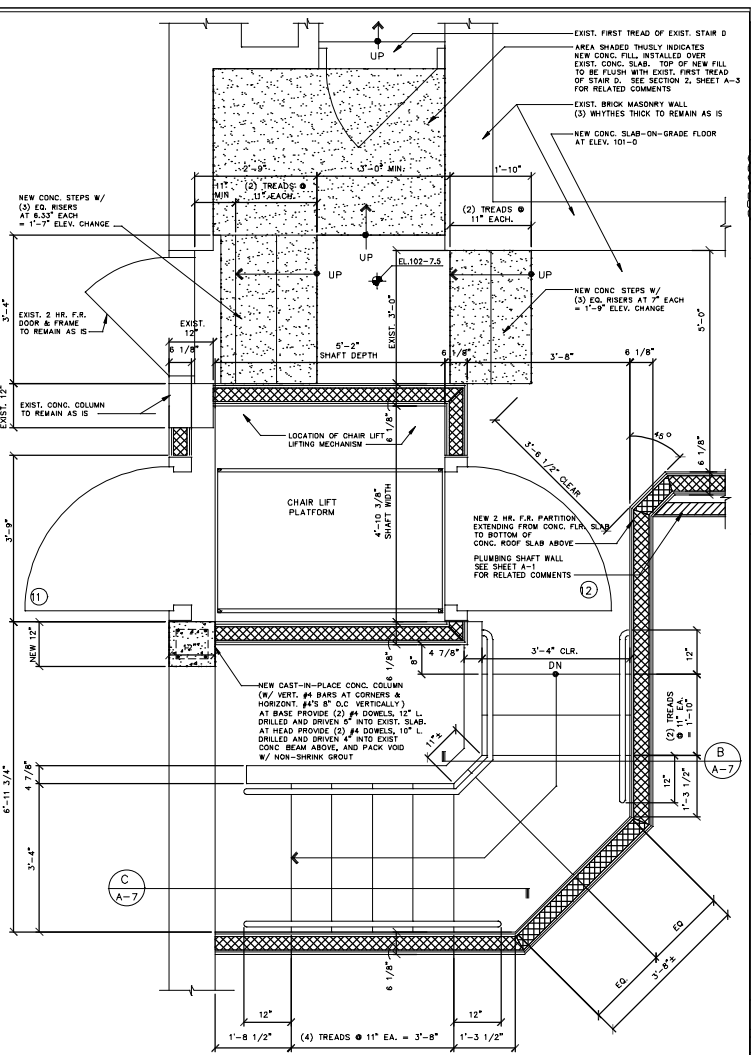 EXIST. FIRST TREAD OF EXIST. STAIR D
AREA SHADED THUSLY INDICATES
NEW CONC. FILL, INSTALLED OVER
EXIST. CONC. SLAB. TOP OF NEW FILL
TO BE FLUSH WITH EXIST. FIRST TREAD
OF STAIR D. SEE SECTION 2, SHEET A-3
FOR RELATED COMMENTS
EXIST. BRICK MASONRY WALL
(3) WHYTHES THICK TO REMAIN AS IS
NEW CONC. SLAB-ON-GRADE FLOOR
AT ELEV. 101-0
UP
2'-9"
3'-0" MIN.
1'-10"
11"
MIN
(2) TREADS @
11" EACH.
(2) TREADS @
11" EACH.
NEW CONC. STEPS W/
(3) EQ. RISERS
AT 6.33" EACH
= 1'-7" ELEV. CHANGE
UP
EL.102-7.5
UP
UP
NEW CONC STEPS W/
(3) EQ. RISERS AT 7" EACH
= 1'-9" ELEV. CHANGE
3'-4"
EXIST. 2 HR. F.R.
DOOR & FRAME
TO REMAIN AS IS
EXIST.
12"
6 1/8"
5'-2"
SHAFT DEPTH
EXIST. 3'-0"
6 1/8"
3'-8"
6 1/8"
5'-0"
EXIST. 12"
EXIST. CONC. COLUMN
TO REMAIN AS IS
LOCATION OF CHAIR LIFT
LIFTING MECHANISM
6 1/8"
3'-6 1/2" CLEAR
45°
6 1/8"
3'-9"
CHAIR LIFT
PLATFORM
4'-10 3/8"
SHAFT WIDTH
NEW 2 HR. F.R. PARTITION
EXTENDING FROM CONC. FLR. SLAB
TO BOTTOM OF
CONC. ROOF SLAB ABOVE
PLUMBING SHAFT WALL
SEE SHEET A-1
FOR RELATED COMMENTS
11
12
NEW 12"
12"
6 1/8"
8"
4 7/8"
3'-4" CLR.
DN
12"
NEW CAST-IN-PLACE CONC. COLUMN
(W/ VERT. #4 BARS AT CORNERS &
HORIZONT. #4'S 8" O.C VERTICALLY)
AT BASE PROVIDE (2) #4 DOWELS, 12" L.
DRILLED AND DRIVEN 6" INTO EXIST. SLAB.
AT HEAD PROVIDE (2) #4 DOWELS, 10" L.
DRILLED AND DRIVEN 4" INTO EXIST
CONC BEAM ABOVE, AND PACK VOID
W/ NON-SHRINK GROUT
(2) TREADS
@ 11" EA.
= 1'-10"
11"±
B
A-7
6'-11 3/4"
4 7/8"
12"
1'-3 1/2"
3'-4"
C
A-7
6 1/8"
EQ.
EQ
3'-8"±
12"
12"
1'-8 1/2"
(4) TREADS @ 11" EA. = 3'-8"
1'-3 1/2"